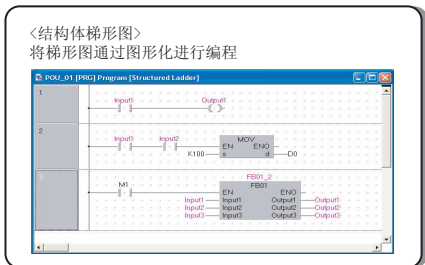 〈结构体梯形图〉
将梯形图通过图形化进行编程
POU_01 [PRG] Program [Structured Ladder]
1
Input1 Output1
2
Input1 Input2 MOV
EN ENO
K100 s d D0
3
FB01_2
M1 FB01
EN ENO
Input1 Input1 Output1 Output1
Input2 Input2 Output2 Output2
Input3 Input3 Output3 Output3